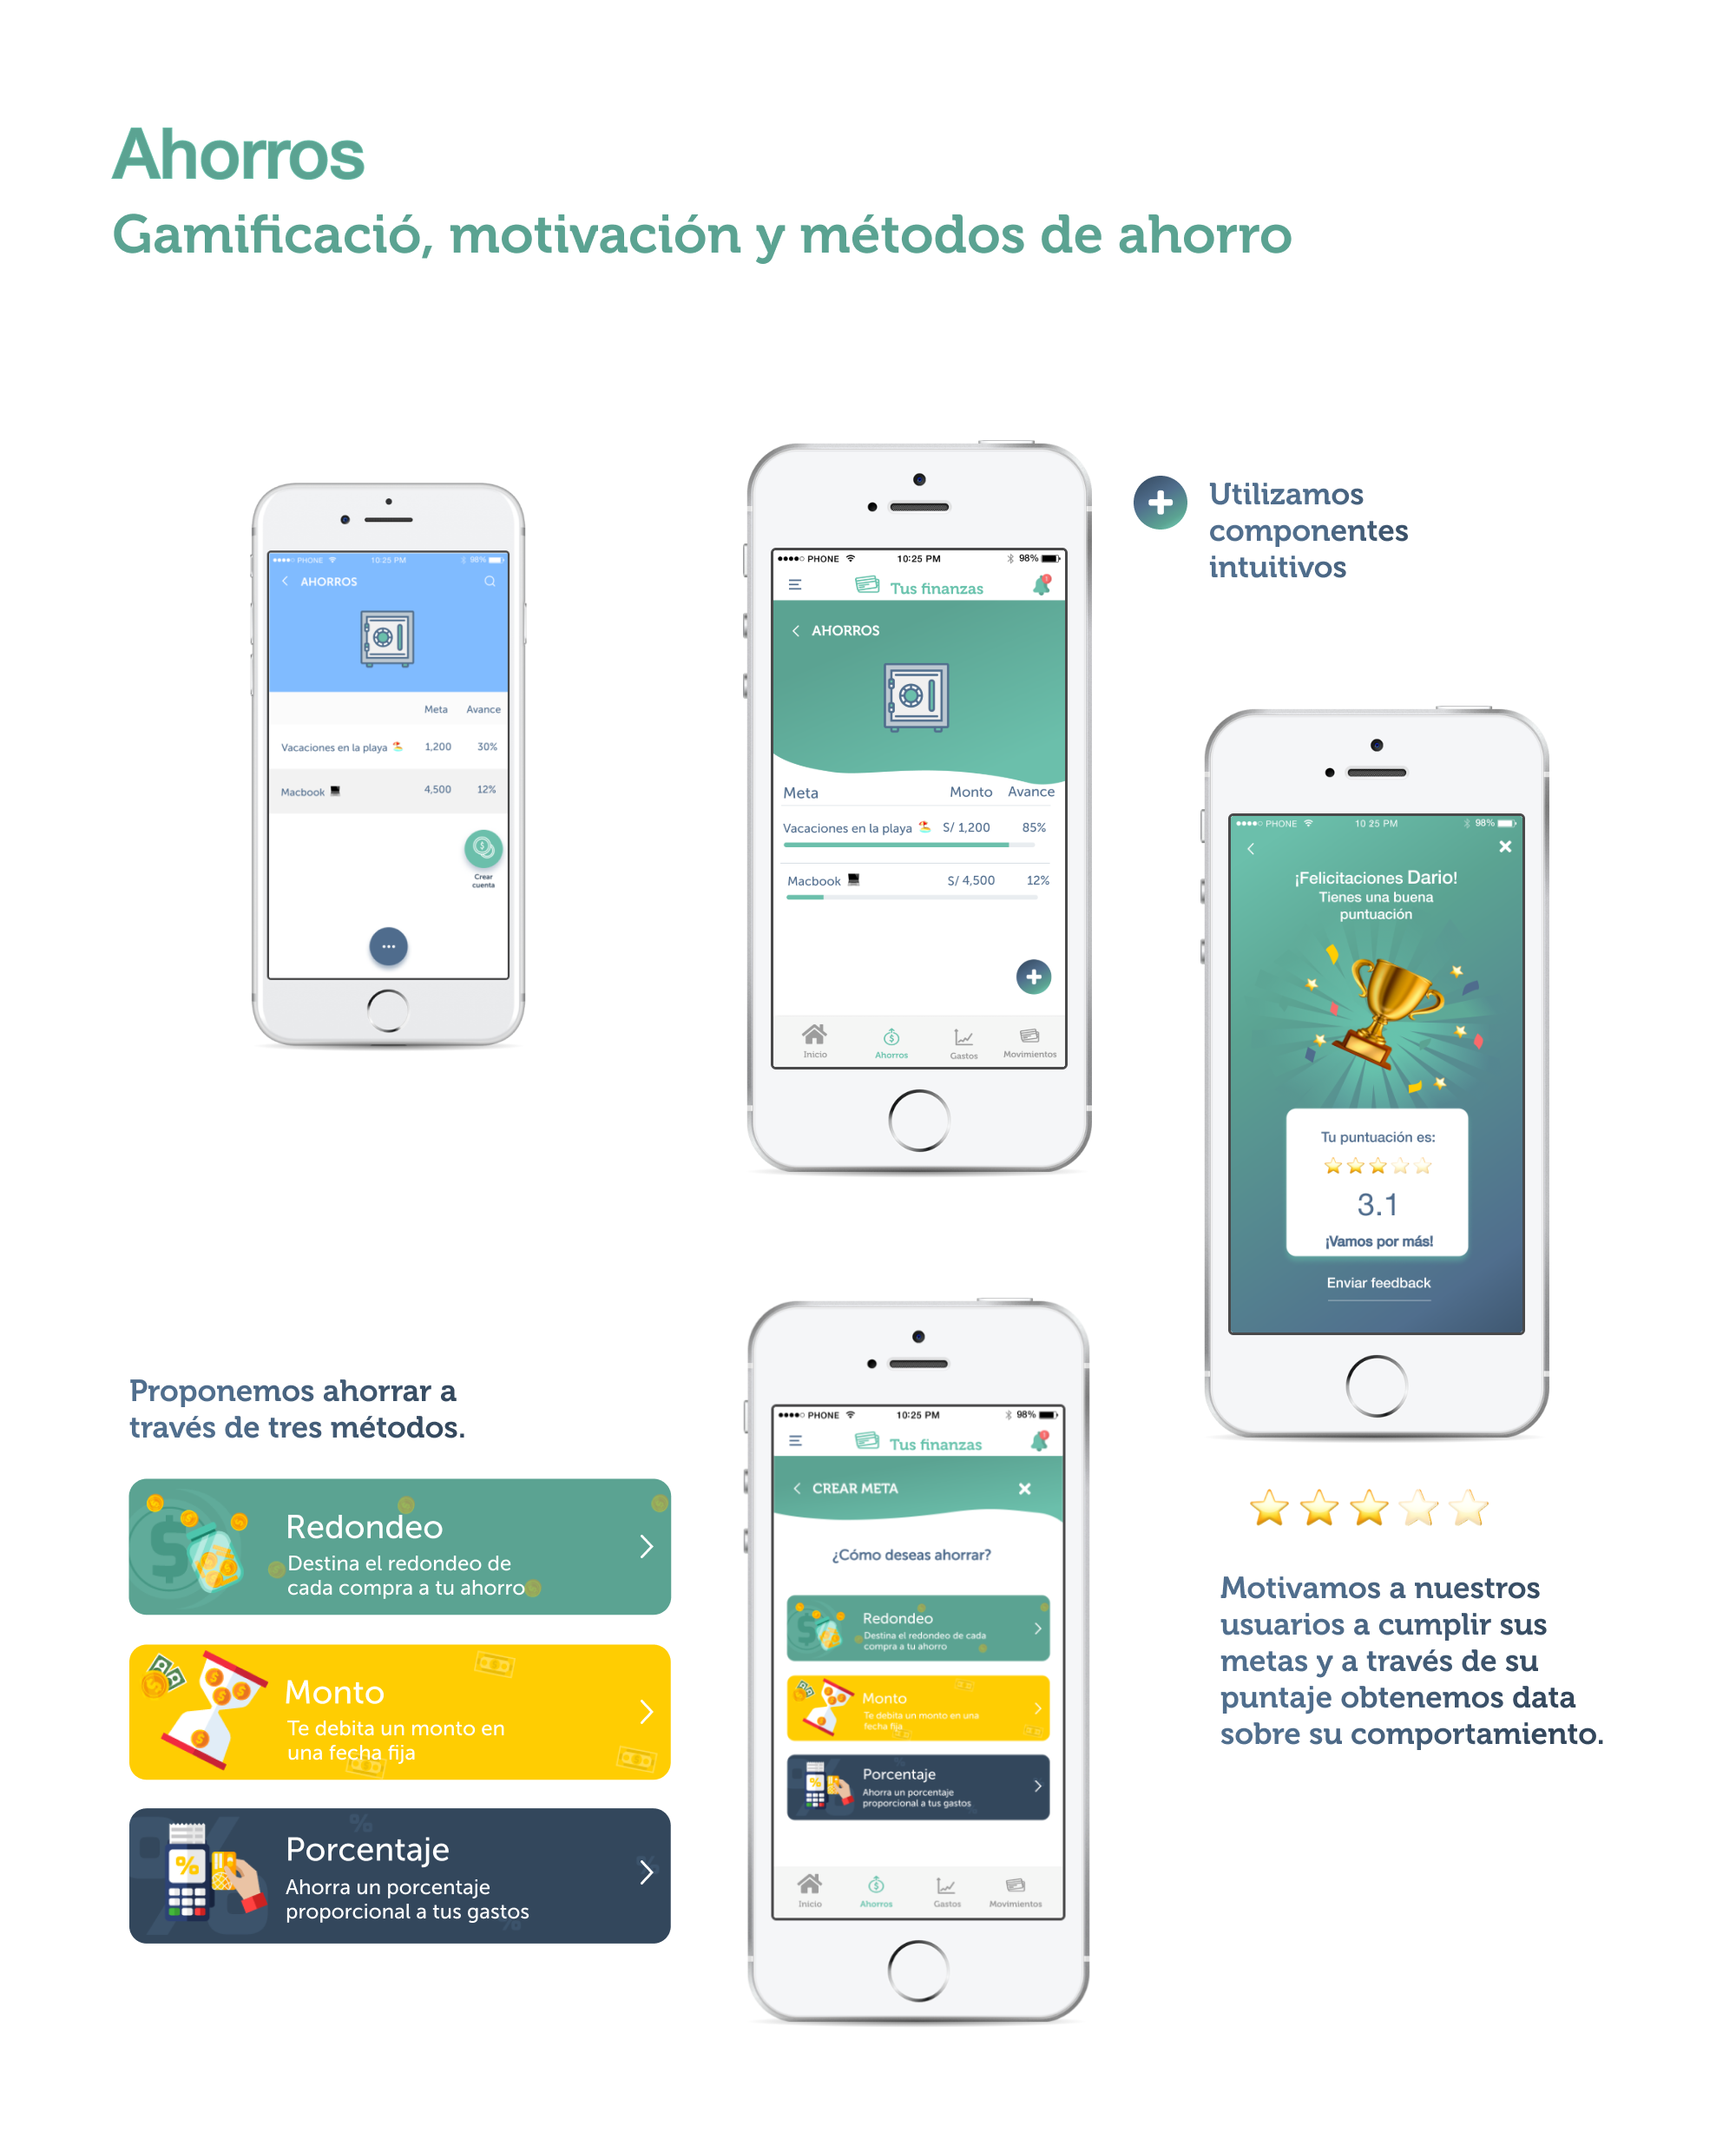 Ahorros
Gamificació, motivación y métodos de ahorro
PHONE 10:25 PM 98%
AHORROS
Meta Avance
Vacaciones en la playa 1,200 30%
Macbook 4,500 12%
Crear
cuenta
PHONE 10:25 PM 98%
Tus finanzas
AHORROS
Meta Monto Avance
Vacaciones en la playa S/ 1,200 85%
Macbook S/ 4,500 12%
Inicio Ahorros Gastos Movimientos
Utilizamos
componentes
intuitivos
PHONE 10 25 PM 98%
¡Felicitaciones Dario!
Tienes una buena
puntuación
Tu puntuación es:
3.1
¡Vamos por más!
Enviar feedback
Proponemos ahorrar a
través de tres métodos.
Redondeo
Destina el redondeo de
cada compra a tu ahorro
Monto
Te debita un monto en
una fecha fija
Porcentaje
Ahorra un porcentaje
proporcional a tus gastos
PHONE 10:25 PM 98%
Tus finanzas
CREAR META
¿Cómo deseas ahorrar?
Redondeo
Destina el redondeo de cada
compra a tu ahorro
Monto
Te debita un monto en una
fecha fija
Porcentaje
Ahorra un porcentaje
proporcional a tus gastos
Inicio Ahorros Gastos Movimientos
Motivamos a nuestros
usuarios a cumplir sus
metas y a través de su
puntaje obtenemos data
sobre su comportamiento.